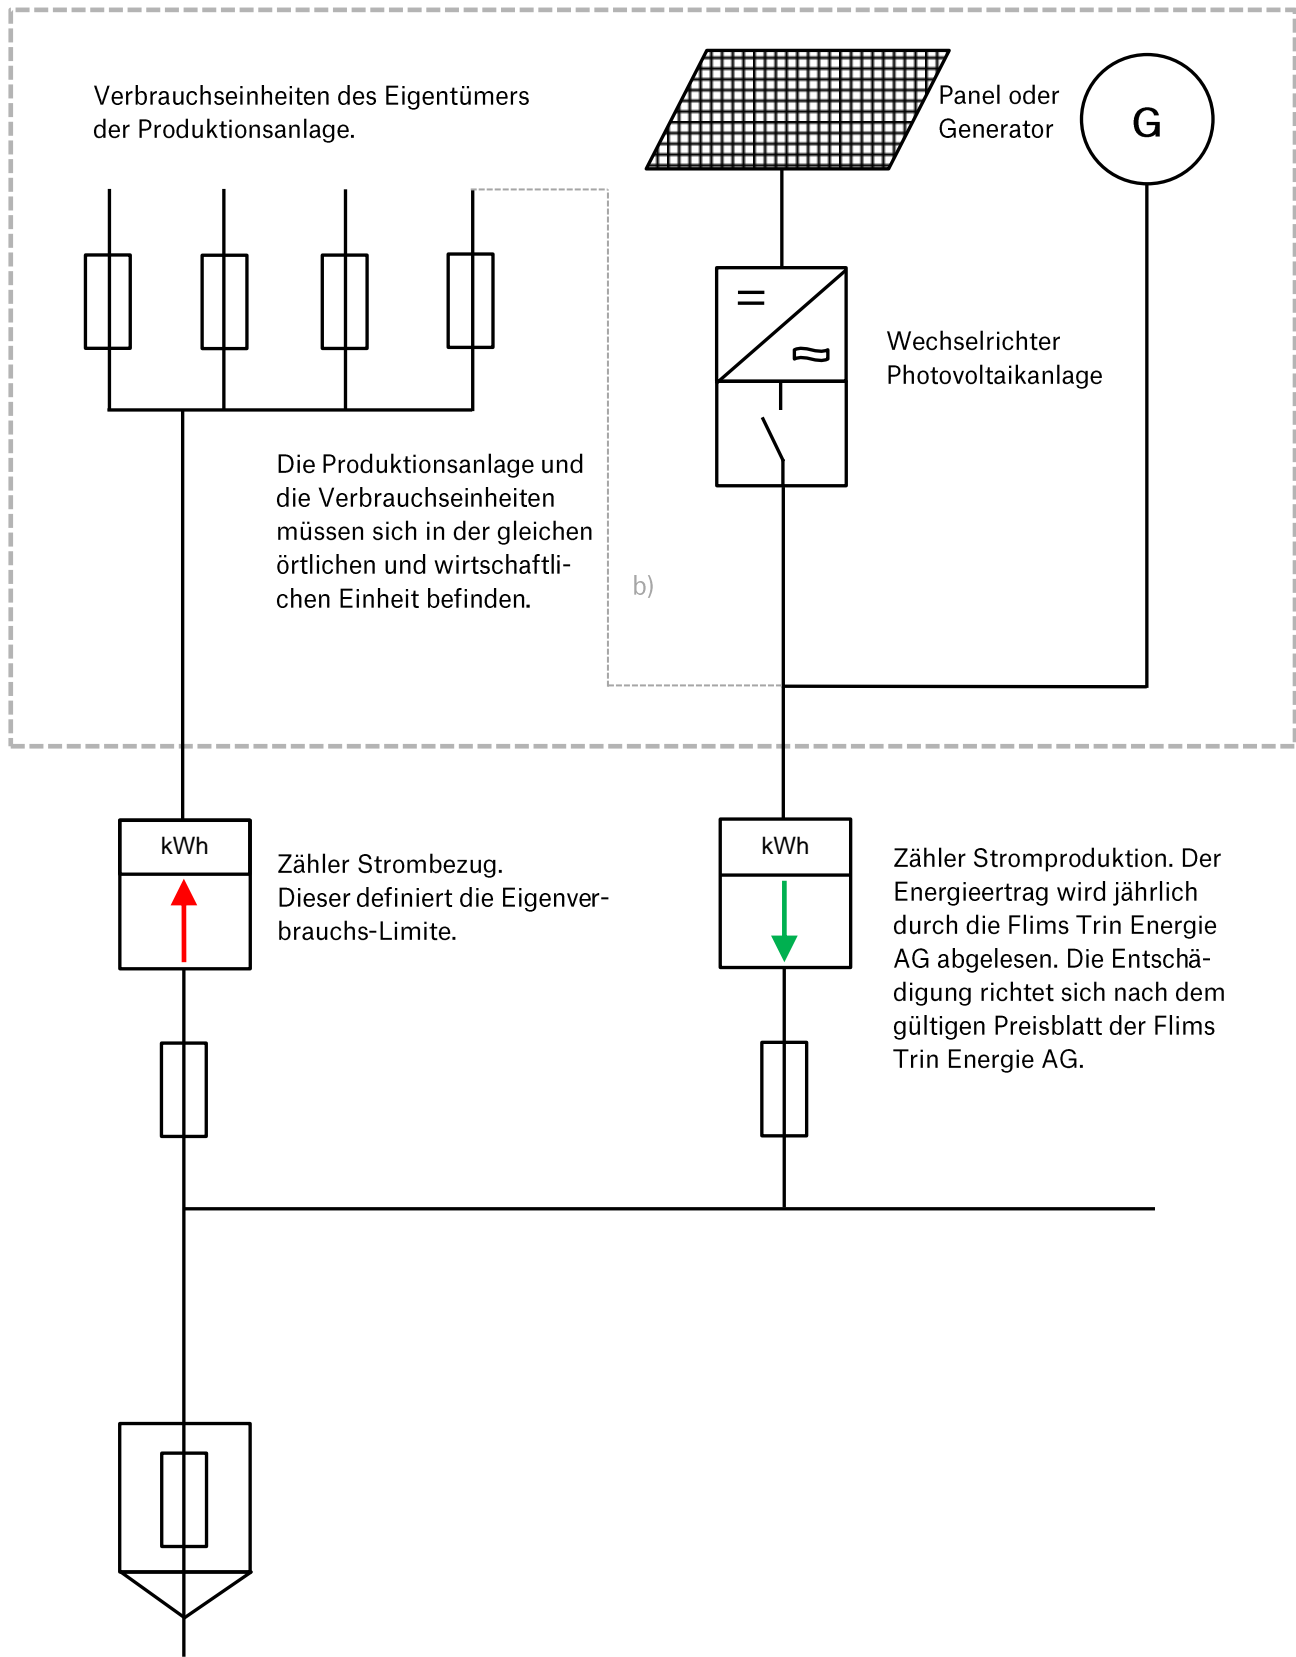 Verbrauchseinheiten des Eigentümers
der Produktionsanlage.
Panel oder
Generator
G
Wechselrichter
Photovoltaikanlage
Die Produktionsanlage und
die Verbrauchseinheiten
müssen sich in der gleichen
örtlichen und wirtschaftli-
chen Einheit befinden.
b)
kWh
Zähler Strombezug.
Dieser definiert die Eigenver-
brauchs-Limite.
kWh
Zähler Stromproduktion. Der
Energieertrag wird jährlich
durch die Flims Trin Energie
AG abgelesen. Die Entschä-
digung richtet sich nach dem
gültigen Preisblatt der Flims
Trin Energie AG.